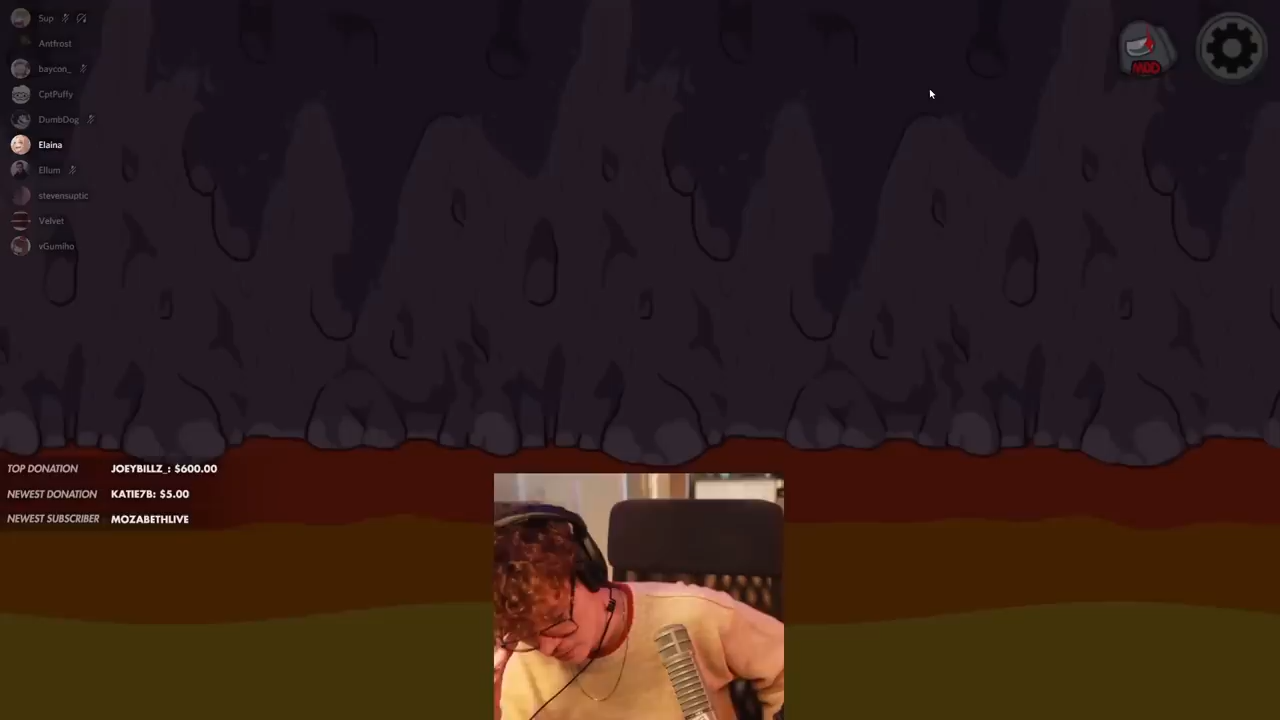 Sup
Antfrost
baycon_
CptPuffy
DumbDog
Elaina
Ellum
stevensuptic
Velvet
vGumiho
MOD
TOP DONATION JOEYBILLZ_: $600.00
NEWEST DONATION KATIE7B: $5.00
NEWEST SUBSCRIBER MOZABETHLIVE